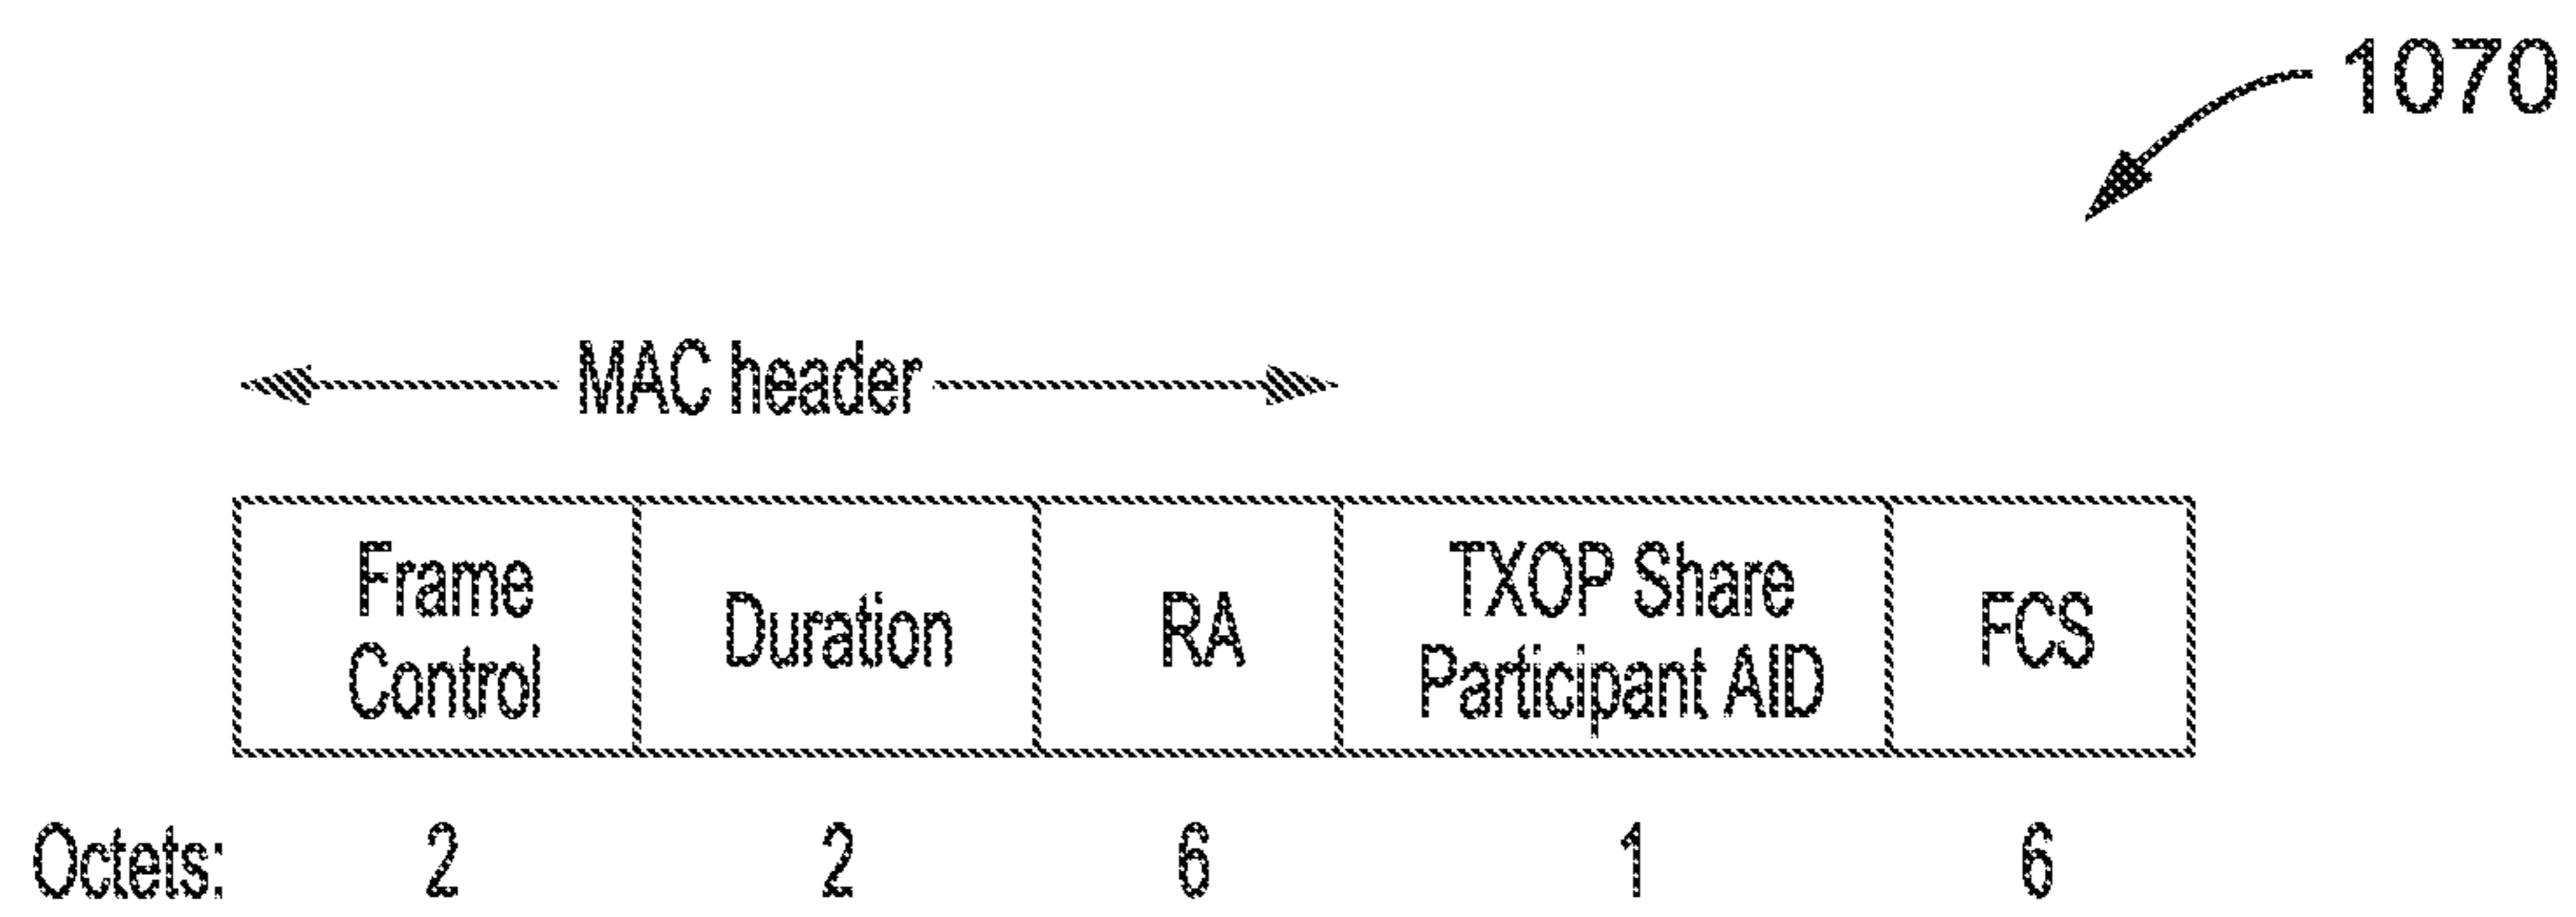 1070
MAC header
Frame
Control
Duration
RA
TXOP Share
Participant AID
FCS
Octets: 2 2 6 1 6